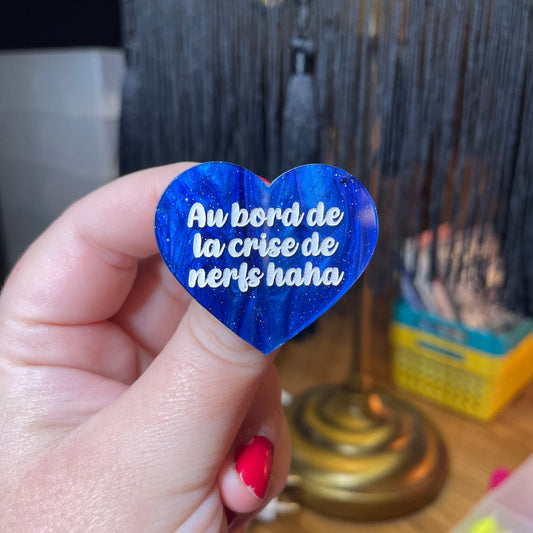 Au bord de
la crise de
nerfs haha